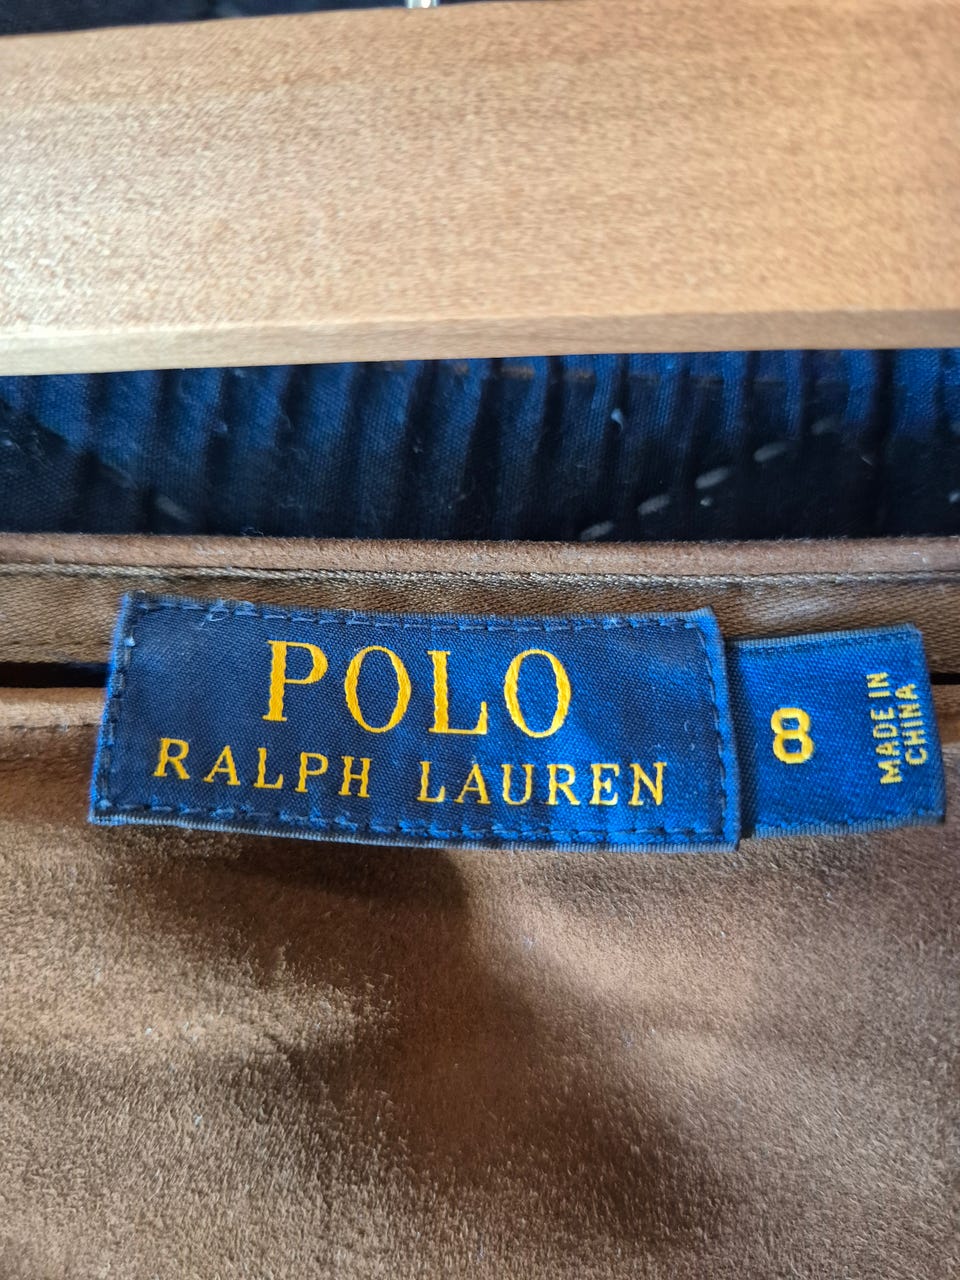 POLO
RALPH LAUREN
8
MADE IN
CHINA